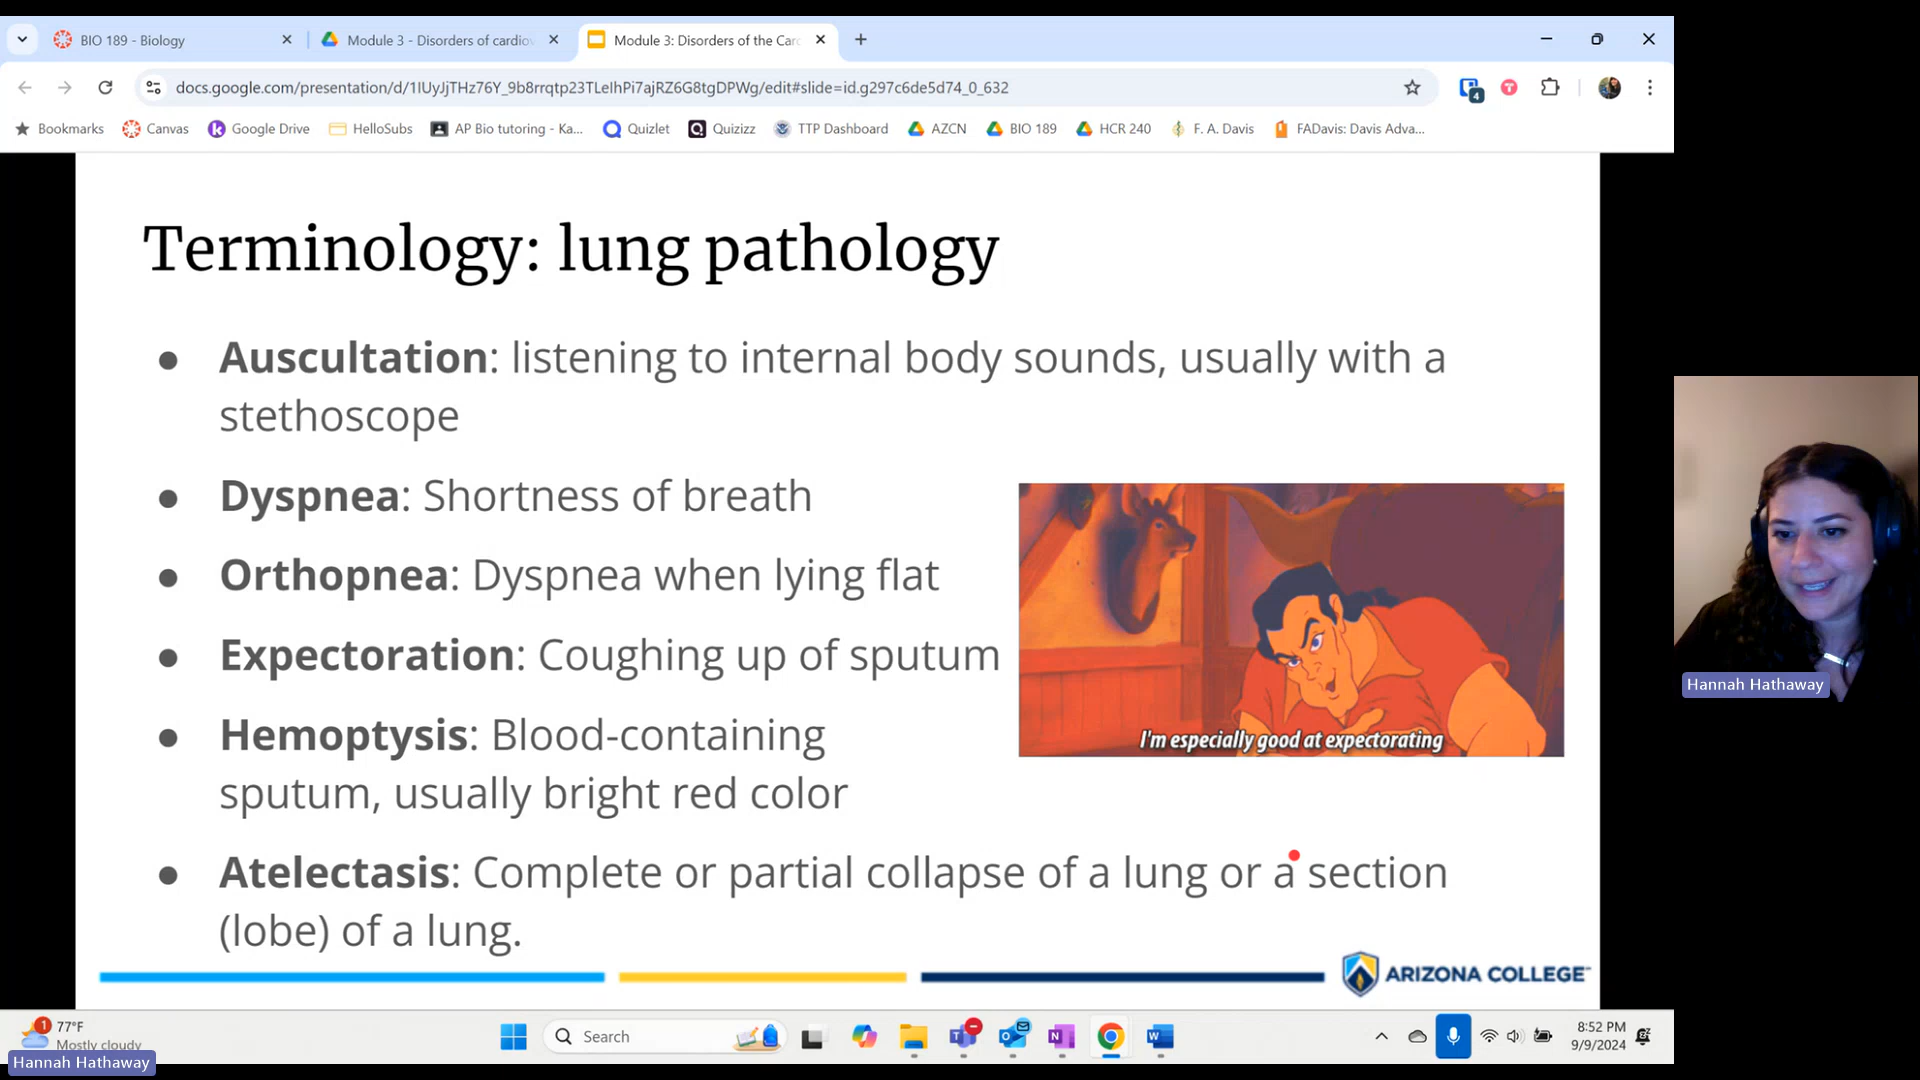 BIO 189 - Biology
Module 3 - Disorders of cardiov
Module 3: Disorders of the Car
docs.google.com/presentation/d/1IUyJjTHz76Y_9b8rrqtp23TLeIhPi7ajRZ6G8tgDPWg/edit#slide=id.g297c6de5d74_0_632
4
Bookmarks
Canvas
Google Drive
HelloSubs
AP Bio tutoring - Ka...
Quizlet
Quizizz
TTP Dashboard
AZCN
BIO 189
HCR 240
F. A. Davis
FADavis: Davis Adva...
Terminology: lung pathology
● Auscultation: listening to internal body sounds, usually with a
stethoscope
● Dyspnea: Shortness of breath
● Orthopnea: Dyspnea when lying flat
● Expectoration: Coughing up of sputum
● Hemoptysis: Blood-containing
sputum, usually bright red color
● Atelectasis: Complete or partial collapse of a lung or a section
(lobe) of a lung.
I'm especially good at expectorating
ARIZONA COLLEGE
Hannah Hathaway
1
77°F
Mostly cloudy
Search
8:52 PM
9/9/2024
Hannah Hathaway